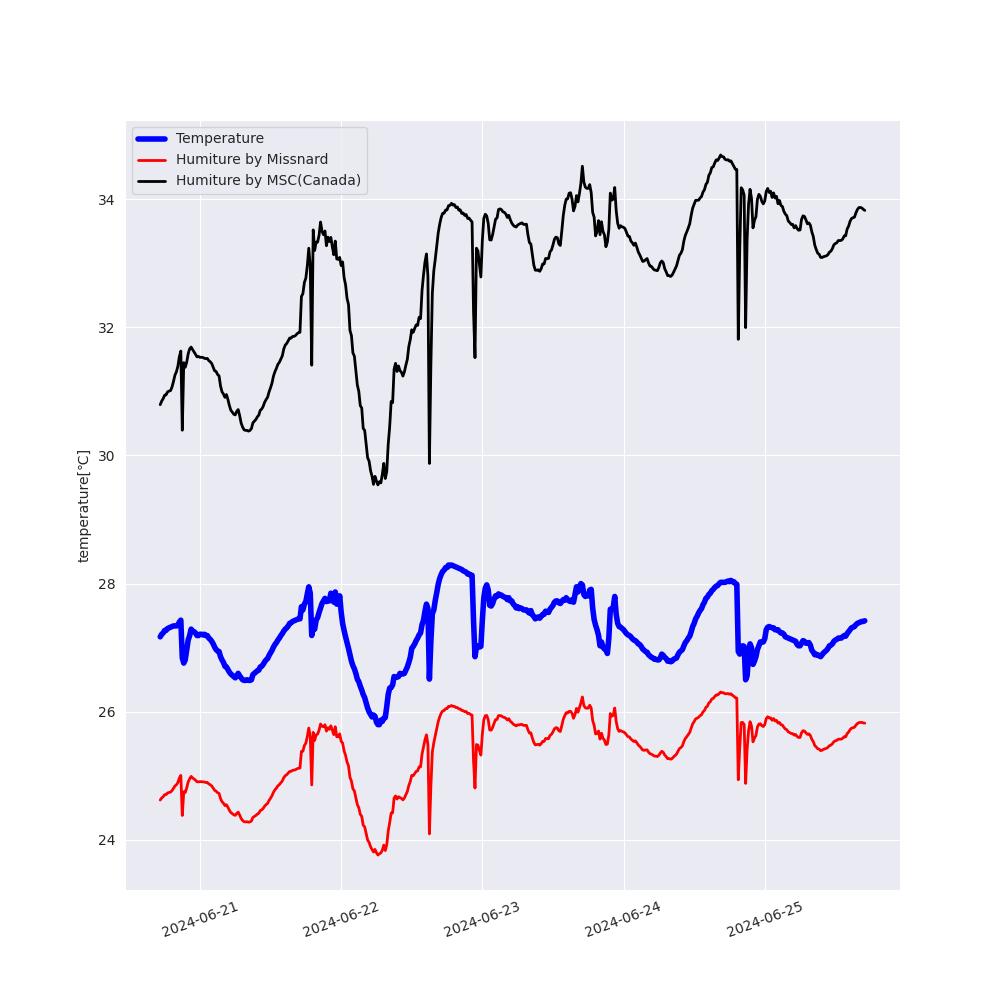 Temperature
Humiture by Missnard
Humiture by MSC(Canada)
34
32
30
28
26
24
temperature[℃]
2024-06-21
2024-06-22
2024-06-23
2024-06-24
2024-06-25